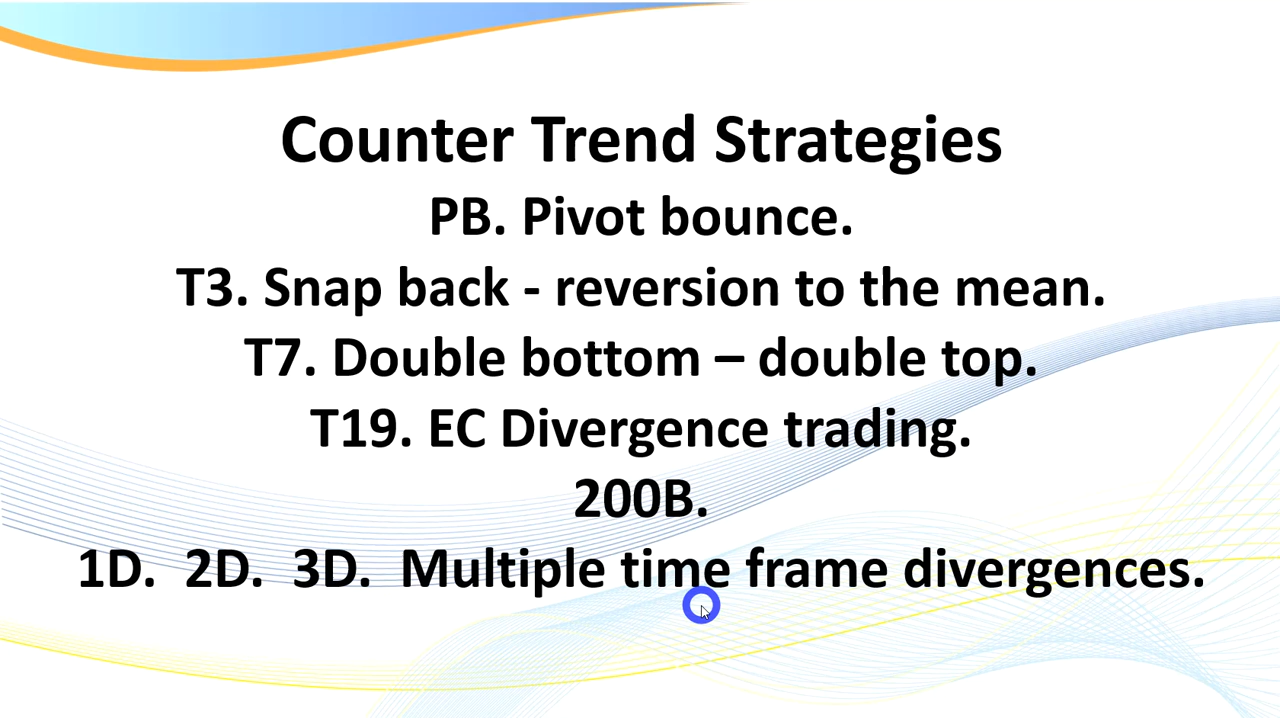 Counter Trend Strategies
PB. Pivot bounce.
T3. Snap back - reversion to the mean.
T7. Double bottom – double top.
T19. EC Divergence trading.
200B.
1D.  2D.  3D.  Multiple time frame divergences.